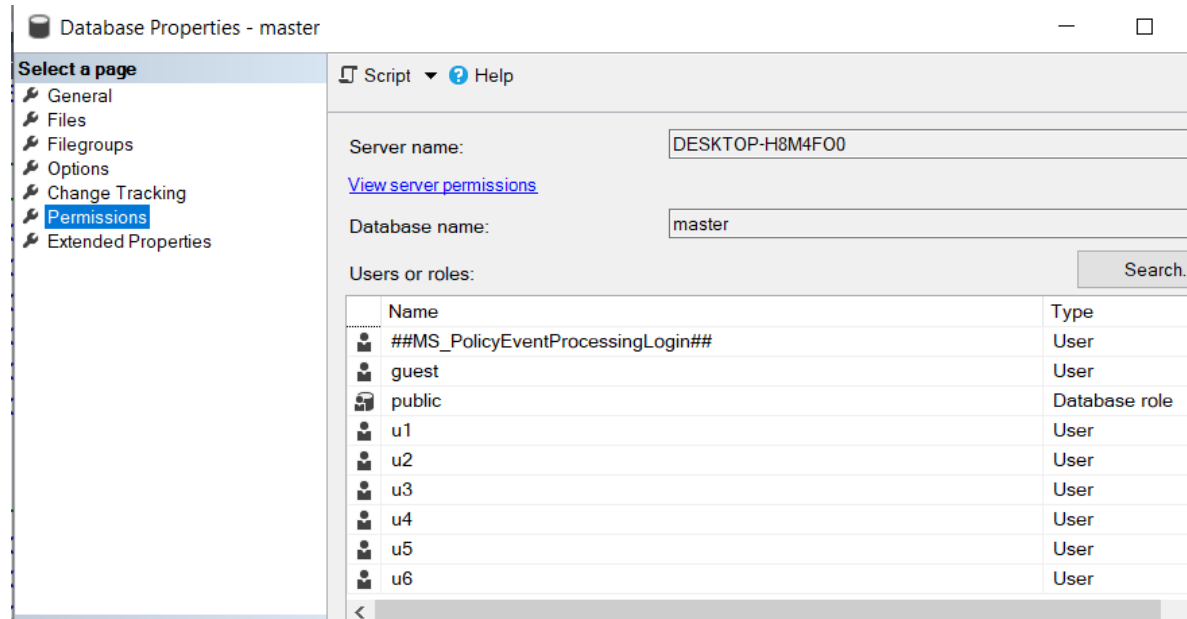 Database Properties - master
Select a page
General
Files
Filegroups
Options
Change Tracking
Permissions
Extended Properties
Script
Help
Server name:
DESKTOP-H8M4FO0
View server permissions
Database name:
master
Users or roles:
Search.
Name Type
##MS_PolicyEventProcessingLogin## User
guest User
public Database role
u1 User
u2 User
u3 User
u4 User
u5 User
u6 User